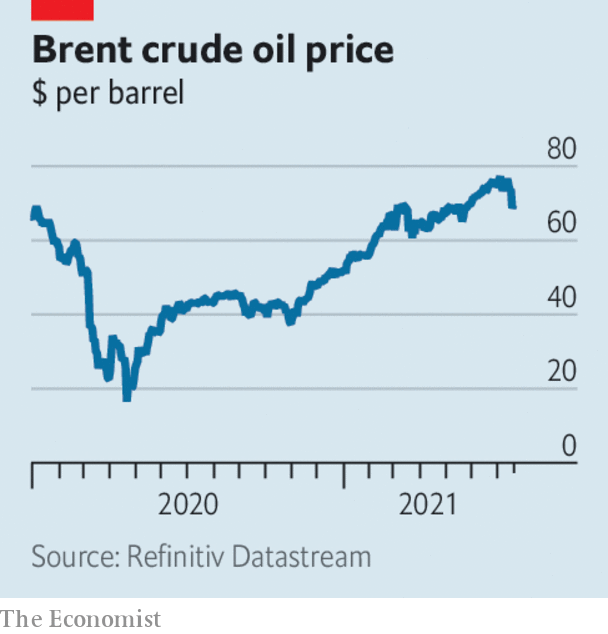 Brent crude oil price
$ per barrel
80
60
40
20
0
2020 2021
Source: Refinitiv Datastream
The Economist